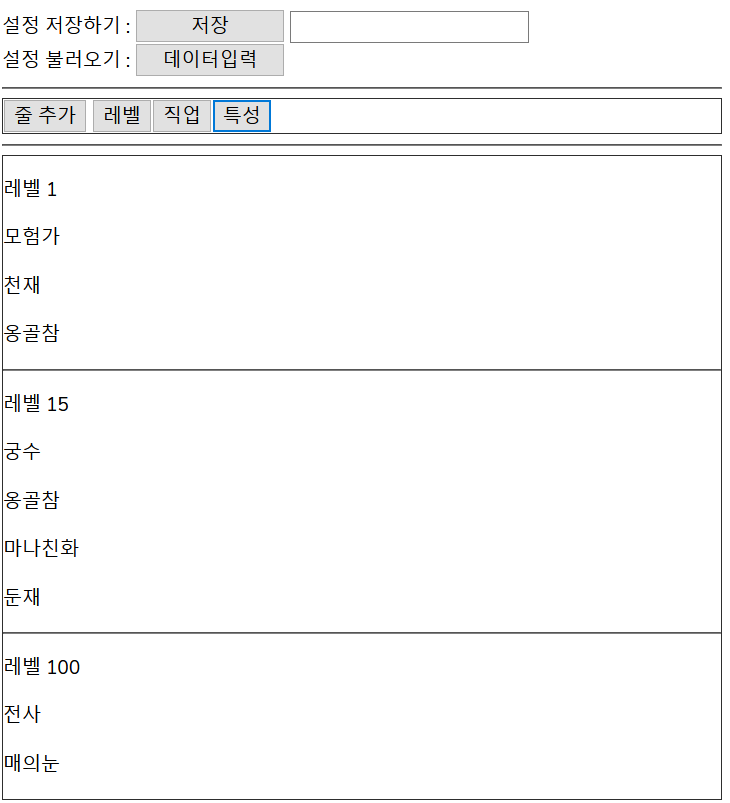 설정 저장하기 : 저장
설정 불러오기 : 데이터입력
줄 추가 레벨 직업 특성
레벨 1
모험가
천재
옹골참
레벨 15
궁수
옹골참
마나친화
둔재
레벨 100
전사
매의눈